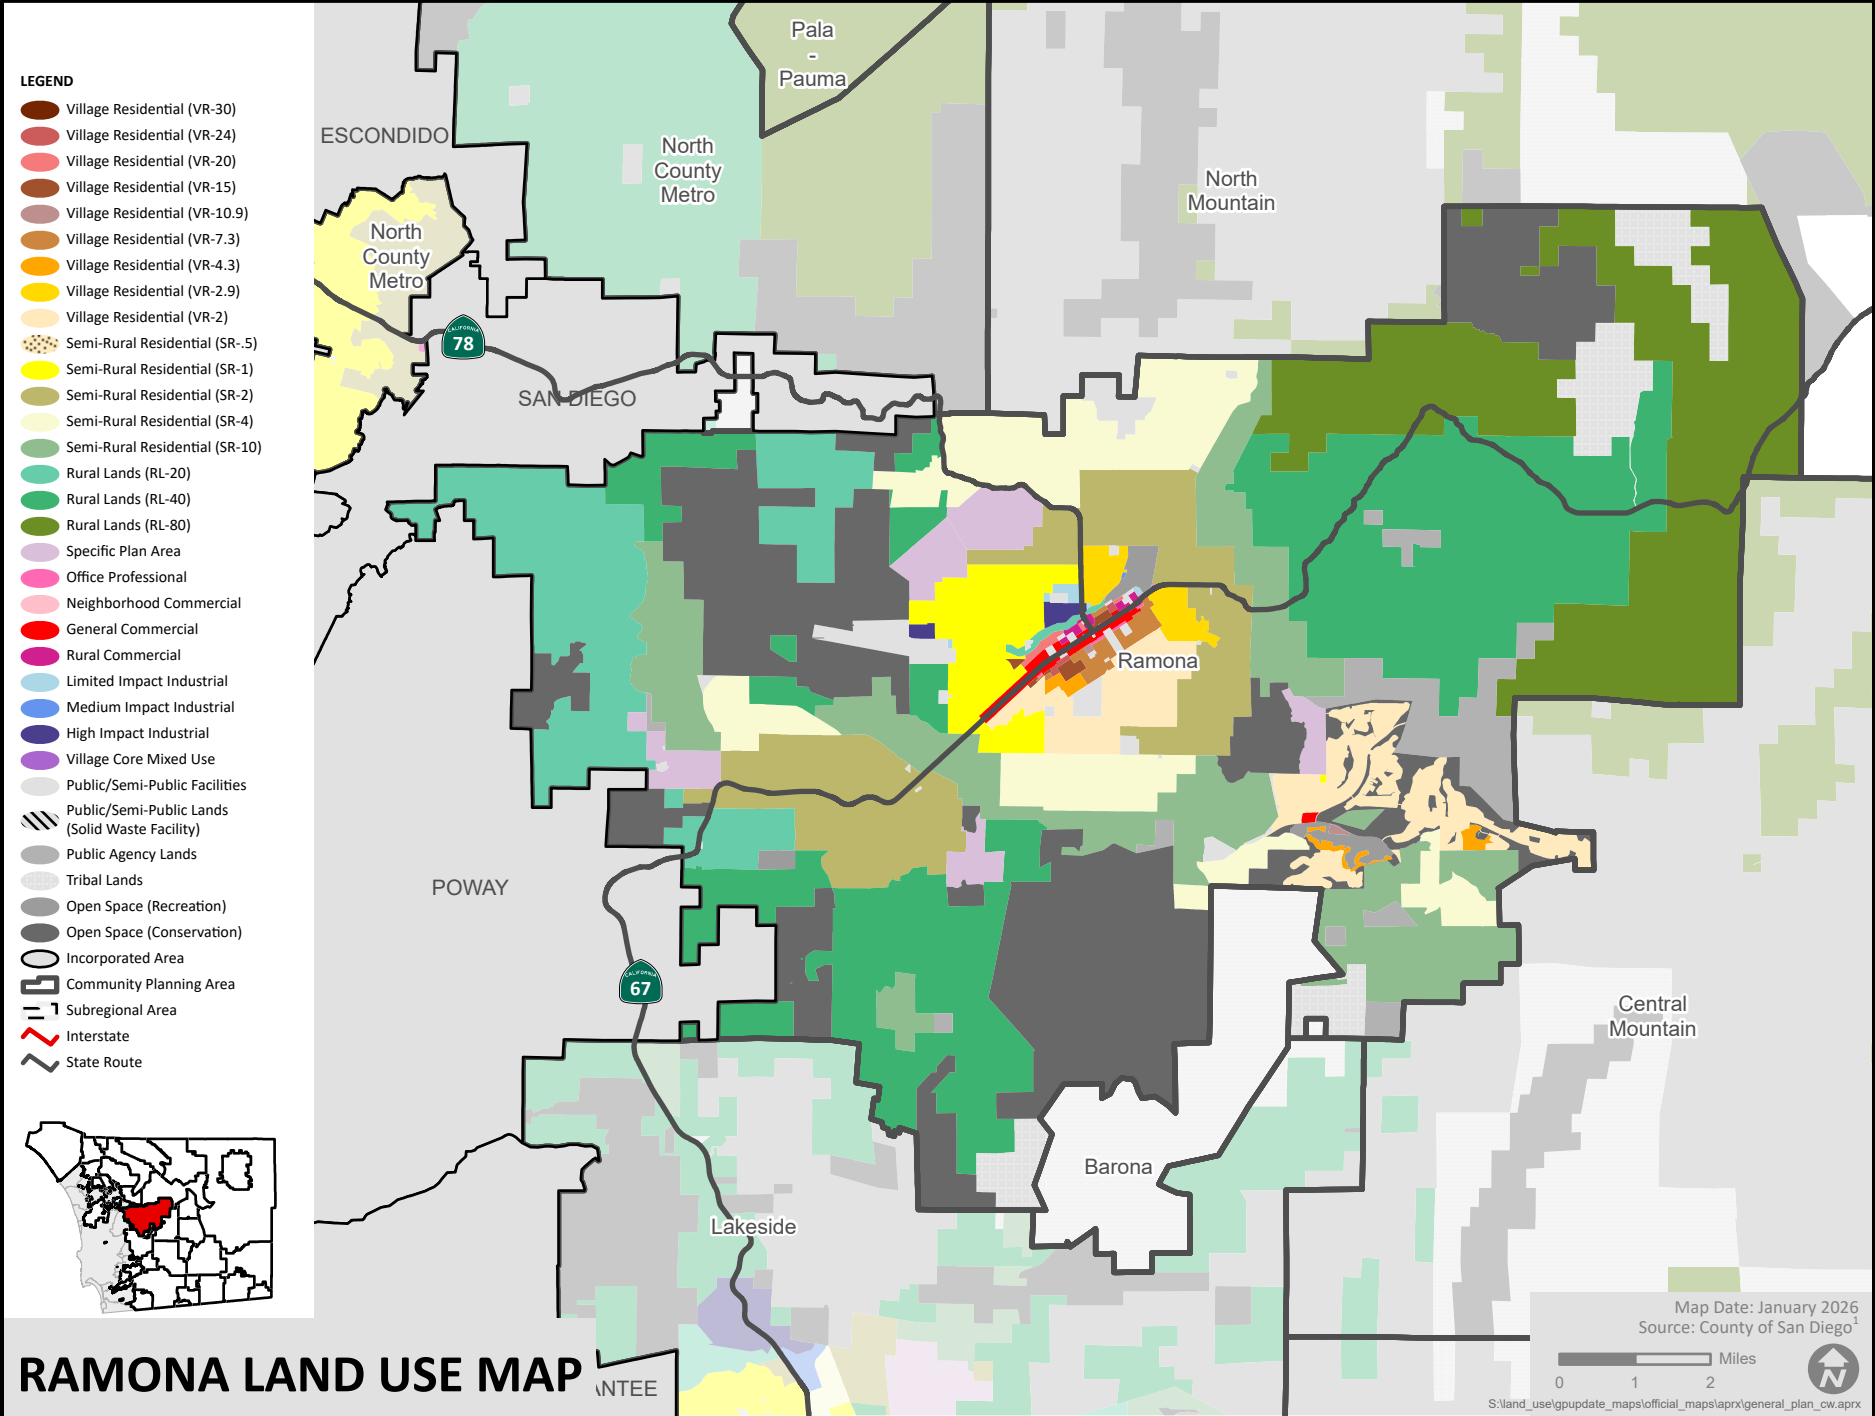 LEGEND
Village Residential (VR-30)
Village Residential (VR-24)
Village Residential (VR-20)
Village Residential (VR-15)
Village Residential (VR-10.9)
Village Residential (VR-7.3)
Village Residential (VR-4.3)
Village Residential (VR-2.9)
Village Residential (VR-2)
Semi-Rural Residential (SR-.5)
Semi-Rural Residential (SR-1)
Semi-Rural Residential (SR-2)
Semi-Rural Residential (SR-4)
Semi-Rural Residential (SR-10)
Rural Lands (RL-20)
Rural Lands (RL-40)
Rural Lands (RL-80)
Specific Plan Area
Office Professional
Neighborhood Commercial
General Commercial
Rural Commercial
Limited Impact Industrial
Medium Impact Industrial
High Impact Industrial
Village Core Mixed Use
Public/Semi-Public Facilities
Public/Semi-Public Lands
(Solid Waste Facility)
Public Agency Lands
Tribal Lands
Open Space (Recreation)
Open Space (Conservation)
Incorporated Area
Community Planning Area
Subregional Area
Interstate
State Route
Pala
-
Pauma
ESCONDIDO
North
County
Metro
North
Mountain
North
County
Metro
CALIFORNIA
78
SAN DIEGO
Ramona
POWAY
CALIFORNIA
67
Central
Mountain
Barona
Lakeside
ANTEE
RAMONA LAND USE MAP
Map Date: January 2026
Source: County of San Diego1
Miles
0 1 2
N
S:\land_use\gpupdate_maps\official_maps\aprx\general_plan_cw.aprx